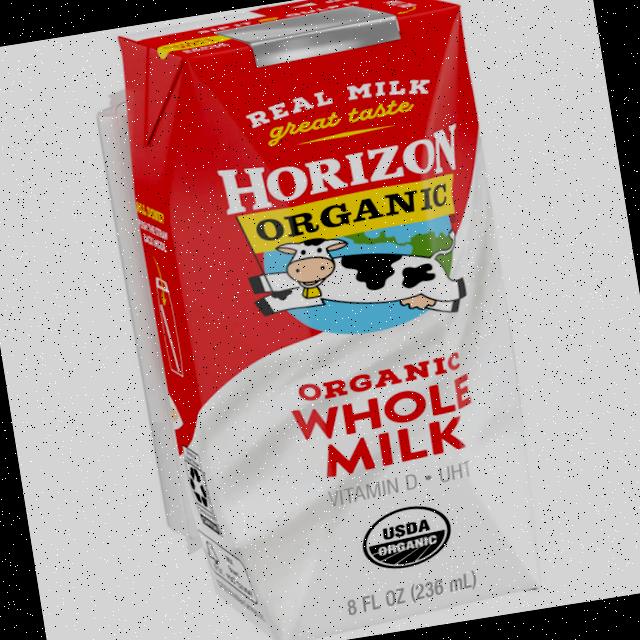 REAL MILK
great taste
HORIZON
ORGANIC
ORGANIC
WHOLE
MILK
VITAMIN D • UHT
USDA
ORGANIC
8 FL OZ (236 mL)